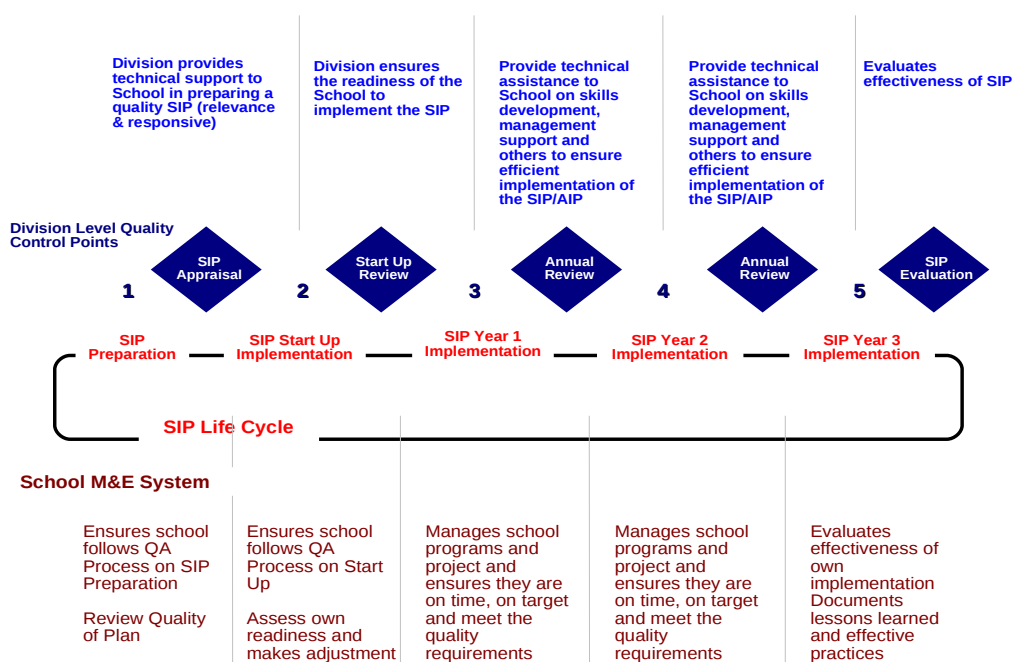 Division provides
technical support to
School in preparing a
quality SIP (relevance
& responsive)
Division ensures
the readiness of the
School to
implement the SIP
Provide technical
assistance to
School on skills
development,
management
support and
others to ensure
efficient
implementation of
the SIP/AIP
Provide technical
assistance to
School on skills
development,
management
support and
others to ensure
efficient
implementation of
the SIP/AIP
Evaluates
effectiveness of SIP
Division Level Quality
Control Points
SIP
Appraisal
Start Up
Review
Annual
Review
Annual
Review
SIP
Evaluation
1
2
3
4
5
SIP
Preparation
SIP Start Up
Implementation
SIP Year 1
Implementation
SIP Year 2
Implementation
SIP Year 3
Implementation
SIP Life Cycle
School M&E System
Ensures school
follows QA
Process on SIP
Preparation
Review Quality
of Plan
Ensures school
follows QA
Process on Start
Up
Assess own
readiness and
makes adjustment
Manages school
programs and
project and
ensures they are
on time, on target
and meet the
quality
requirements
Manages school
programs and
project and
ensures they are
on time, on target
and meet the
quality
requirements
Evaluates
effectiveness of
own
implementation
Documents
lessons learned
and effective
practices